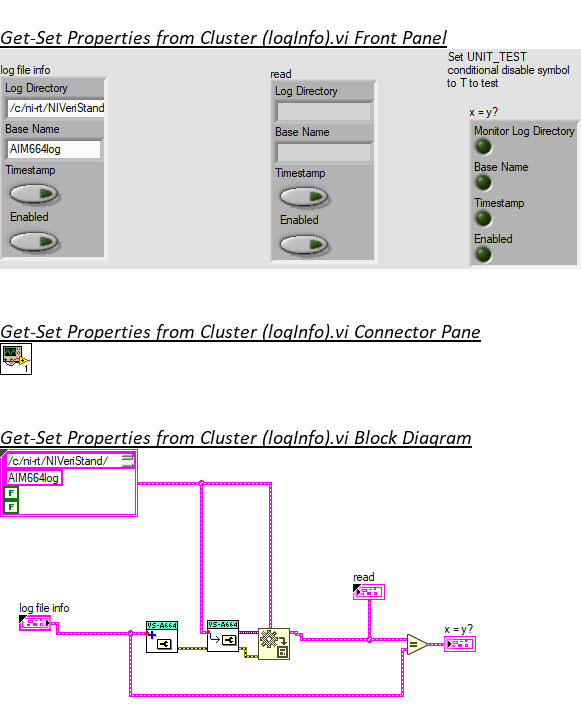 Get-Set Properties from Cluster (logInfo).vi Front Panel
Set UNIT_TEST
conditional disable symbol
to T to test
log file info
Log Directory
/c/ni-rt/NIVeriStand
Base Name
AIM664log
Timestamp
Enabled
read
Log Directory
Base Name
Timestamp
Enabled
x = y?
Monitor Log Directory
Base Name
Timestamp
Enabled
Get-Set Properties from Cluster (logInfo).vi Connector Pane
1
Get-Set Properties from Cluster (logInfo).vi Block Diagram
/c/ni-rt/NIVeriStand/
AIM664log
F
F
log file info
VS-A664
VS-A664
read
=
x = y?